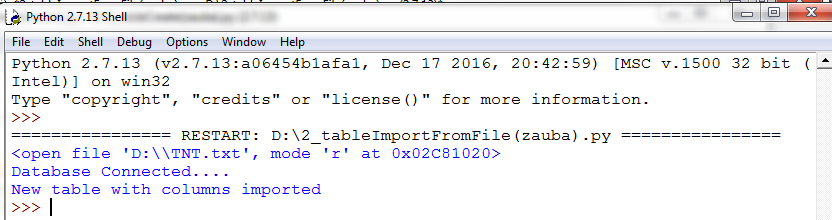 Python 2.7.13 Shell
File Edit Shell Debug Options Window Help
Python 2.7.13 (v2.7.13:a06454b1afa1, Dec 17 2016, 20:42:59) [MSC v.1500 32 bit (
Intel)] on win32
Type "copyright", "credits" or "license()" for more information.
>>>
================ RESTART: D:\2_tableImportFromFile(zauba).py ================
<open file 'D:\\TNT.txt', mode 'r' at 0x02C81020>
Database Connected....
New table with columns imported
>>>